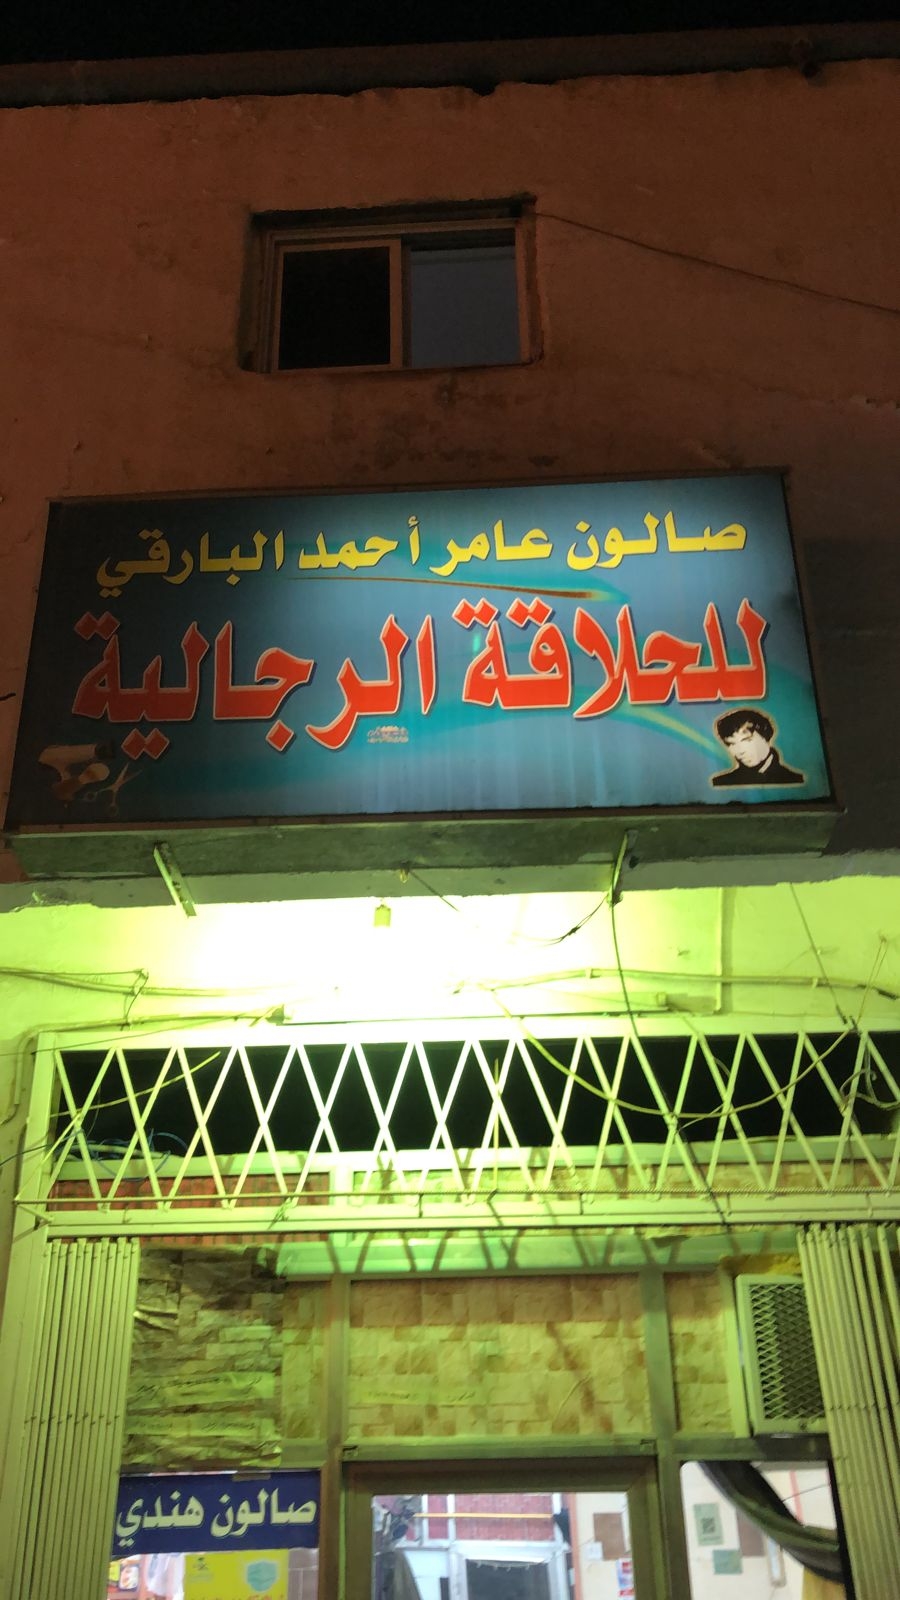 صالون عامر أحمد البارقي
للحلاقة الرجالية
صالون هندي